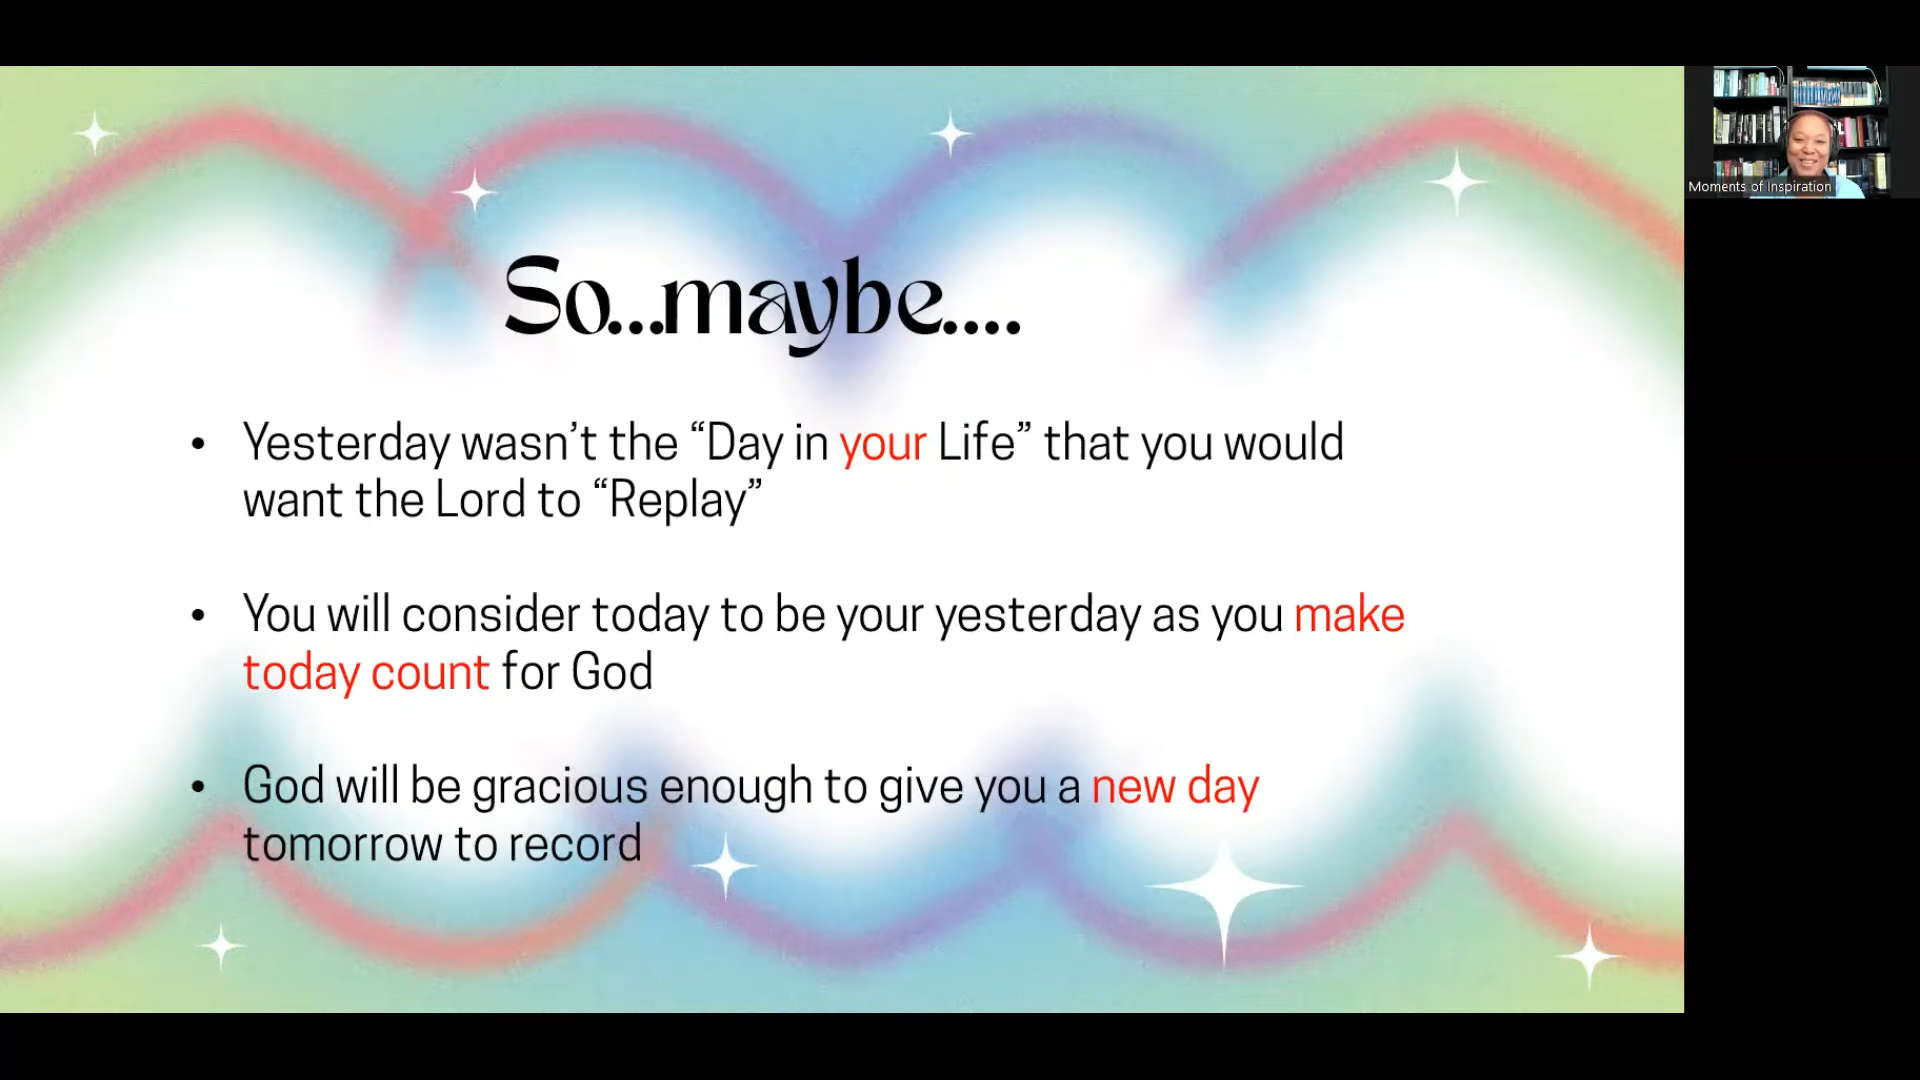 So...maybe....
• Yesterday wasn’t the “Day in your Life” that you would
want the Lord to “Replay”
• You will consider today to be your yesterday as you make
today count for God
• God will be gracious enough to give you a new day
tomorrow to record
Moments of Inspiration